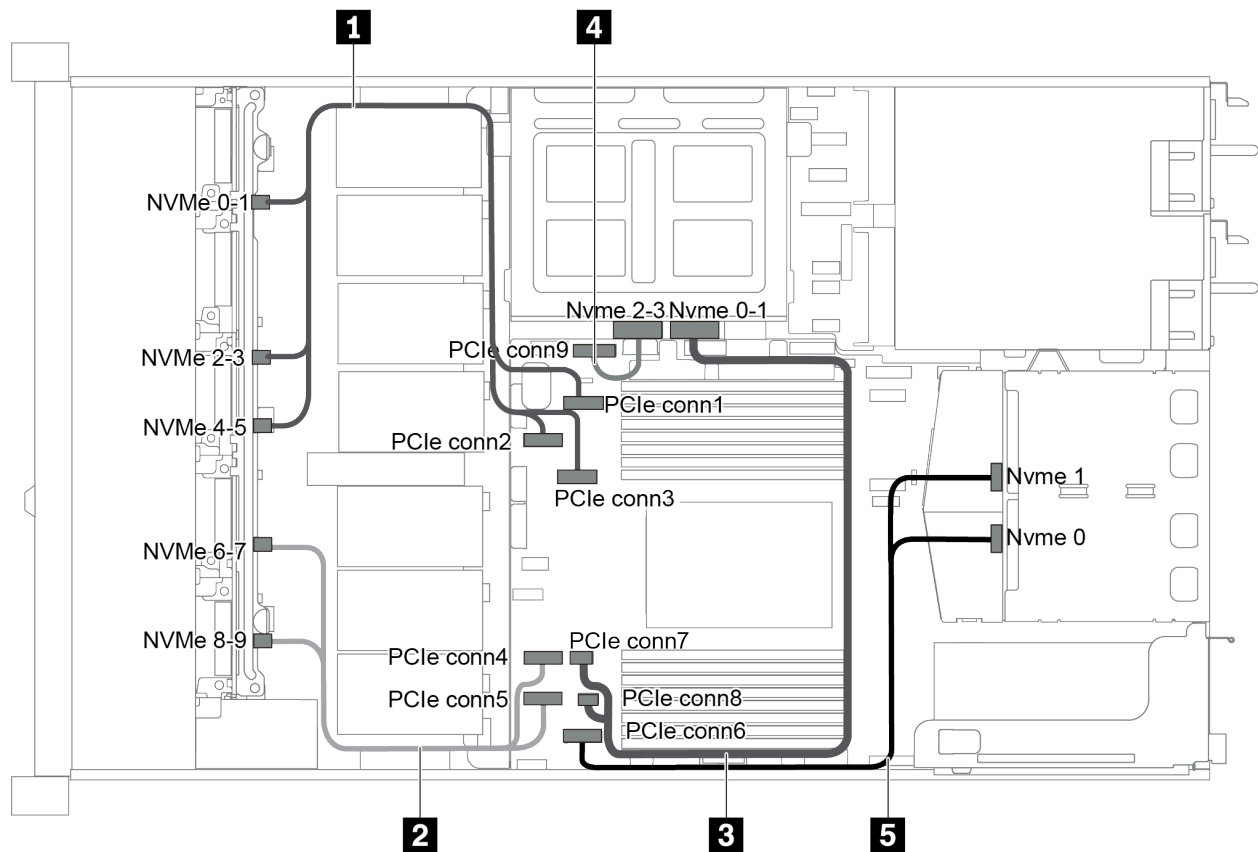 1
4
NVMe 0-1
Nvme 2-3 Nvme 0-1
NVMe 2-3
PCIe conn9
PCIe conn1
NVMe 4-5
PCIe conn2
PCIe conn3
Nvme 1
Nvme 0
NVMe 6-7
NVMe 8-9
PCIe conn7
PCIe conn4
PCIe conn5
PCIe conn8
PCIe conn6
2
3
5